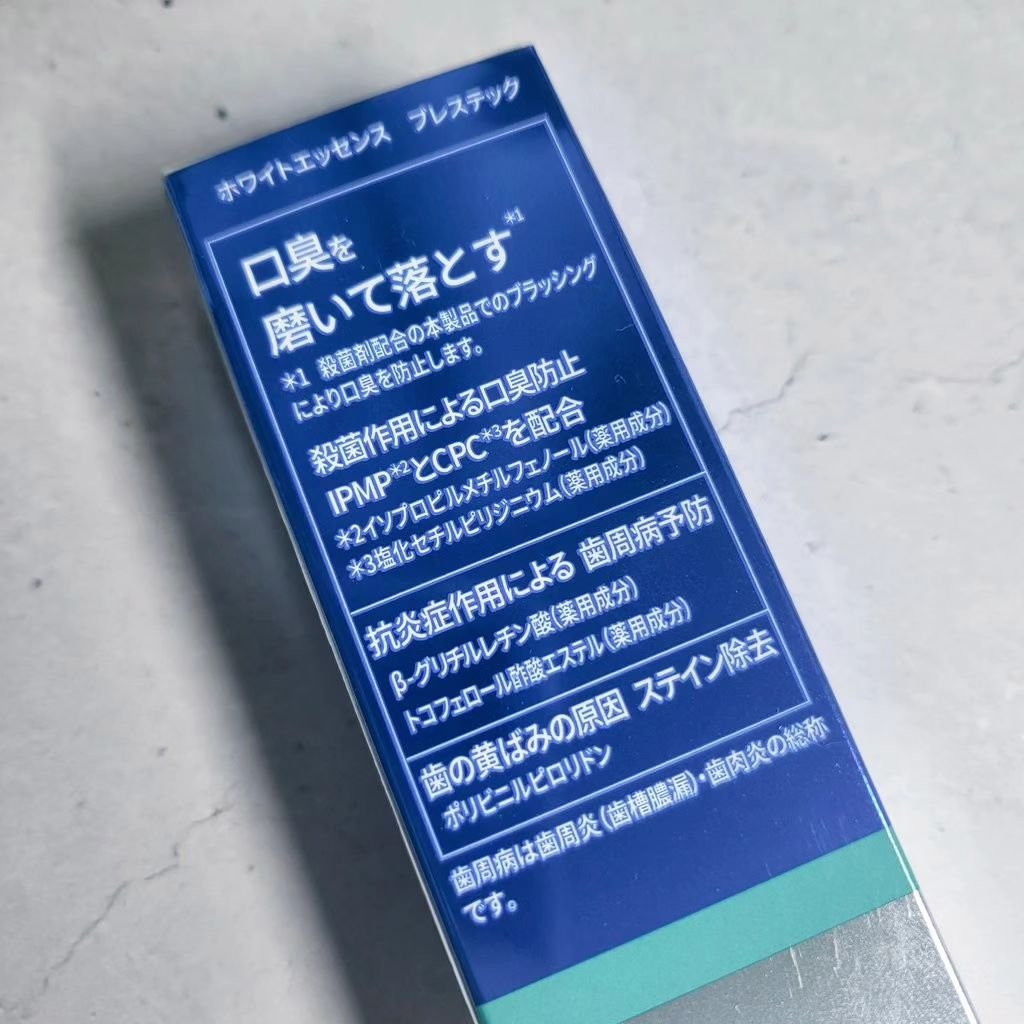 ホワイトエッセンス ブレステック
口臭を
磨いて落とす*1
*1 殺菌剤配合の本製品でのブラッシング
により口臭を防止します。
殺菌作用による口臭防止
IPMP*2とCPC*3を配合
*2イソプロピルメチルフェノール(薬用成分)
*3塩化セチルピリジニウム(薬用成分)
抗炎症作用による 歯周病予防
β-グリチルレチン酸(薬用成分)
トコフェロール酢酸エステル(薬用成分)
歯の黄ばみの原因 ステイン除去
ポリビニルピロリドン
歯周病は歯周炎(歯槽膿漏)・歯肉炎の総称
です。